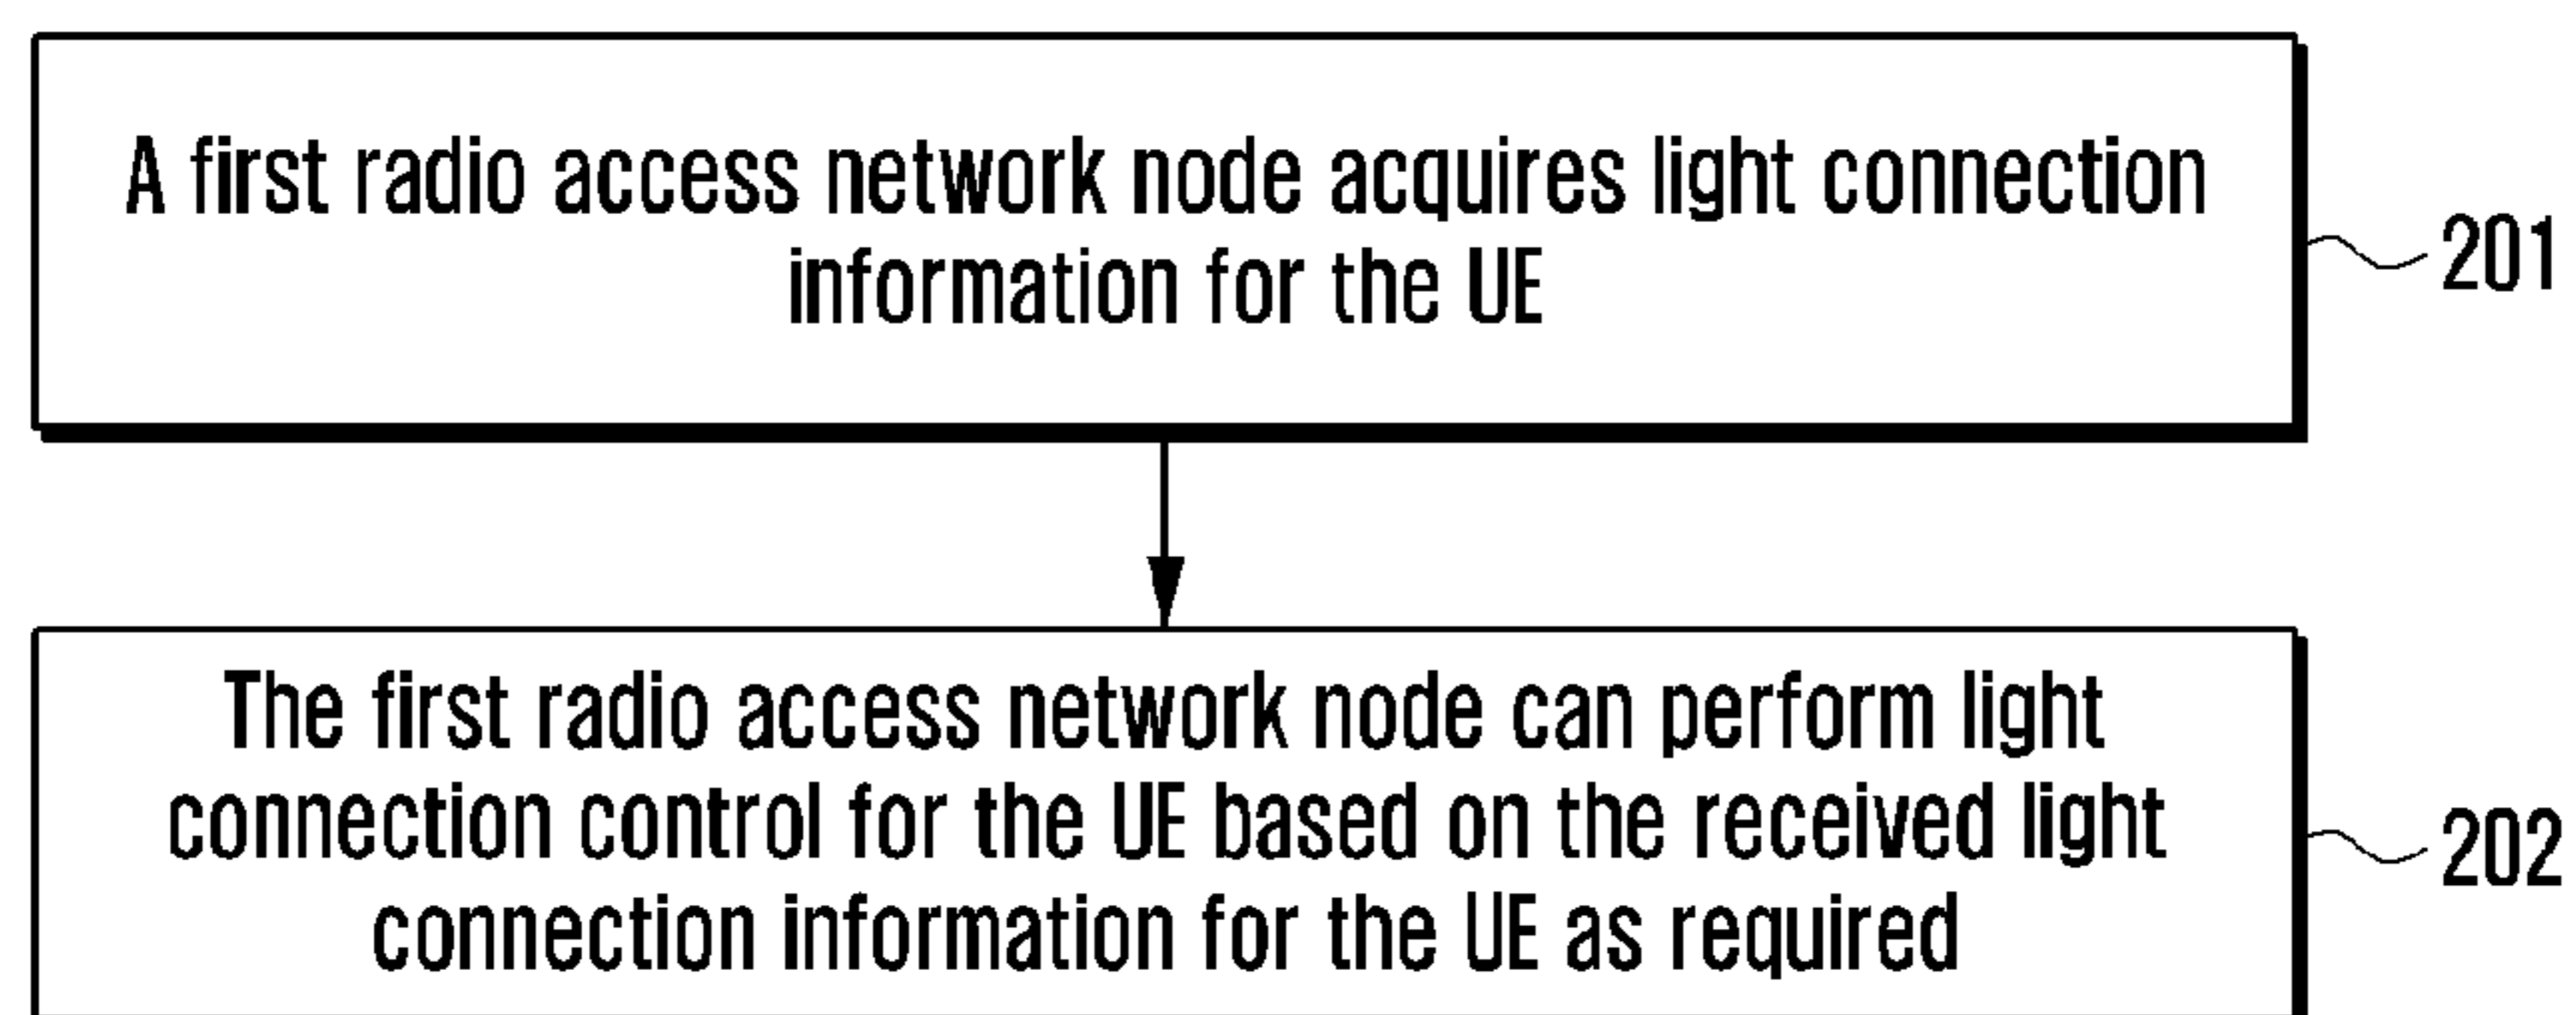 A first radio access network node acquires light connection
information for the UE
201
The first radio access network node can perform light
connection control for the UE based on the received light
connection information for the UE as required
202